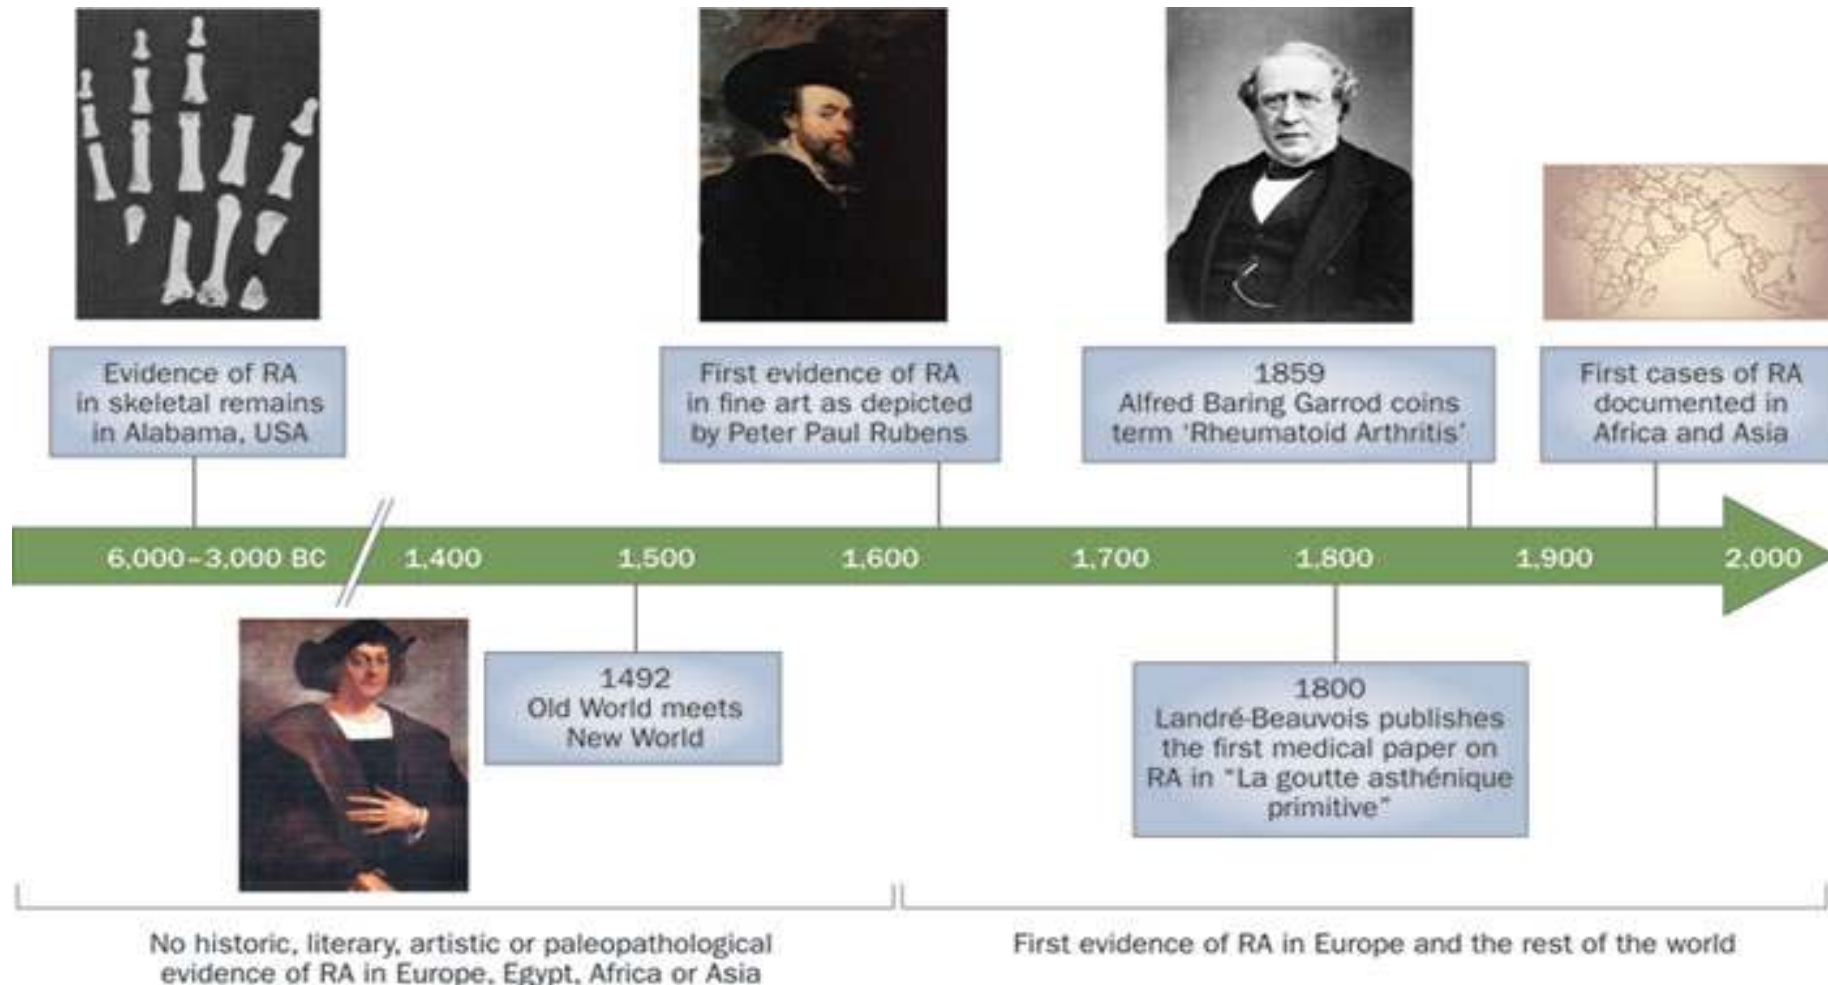 Evidence of RA
in skeletal remains
in Alabama, USA
First evidence of RA
in fine art as depicted
by Peter Paul Rubens
1859
Alfred Baring Garrod coins
term ‘Rheumatoid Arthritis’
First cases of RA
documented in
Africa and Asia
6,000–3,000 BC
1,400
1,500
1,600
1,700
1,800
1,900
2,000
1492
Old World meets
New World
1800
Landré-Beauvois publishes
the first medical paper on
RA in “La goutte asthénique
primitive”
No historic, literary, artistic or paleopathological
evidence of RA in Europe, Egypt, Africa or Asia
First evidence of RA in Europe and the rest of the world